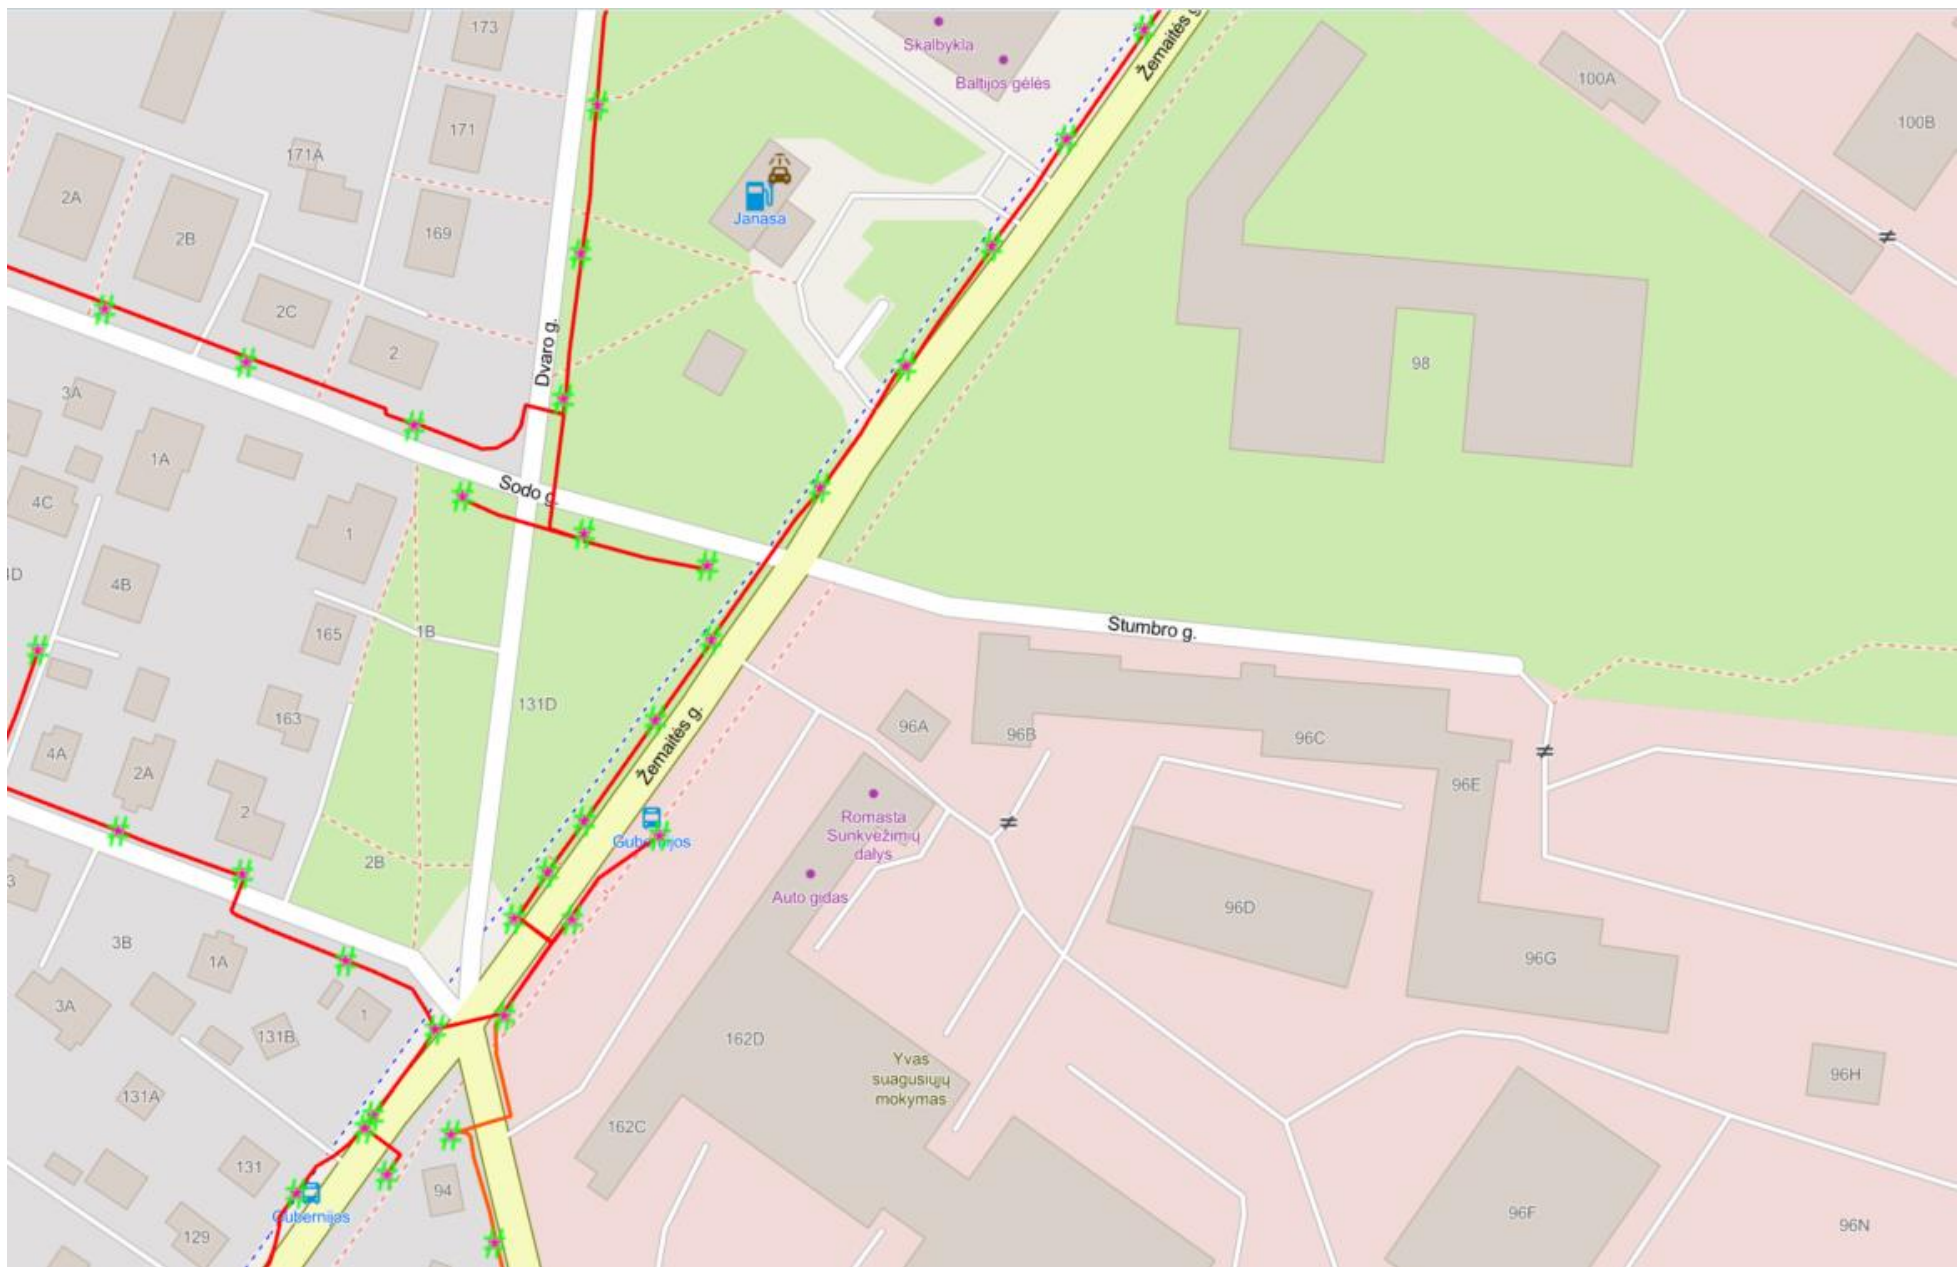 173
Skalbykla
Baltijos gėlės
Žemaitės g.
100A
100B
171
171A
2A
2B
169
Janasa
2C
2
Dvaro g.
98
3A
1A
4C
Sodo g.
1
4B
165
1B
Stumbro g.
131D
163
96A
96B
96C
4A
2A
Žemaitės g.
96E
2
Romasta
Sunkvežimių
dalys
Gubernijos
2B
Auto gidas
3
96D
3B
1A
96G
3A
1
131B
162D
Yvas
suagusiųjų
mokymas
96H
131A
162C
131
94
Gubernijos
129
96F
96N